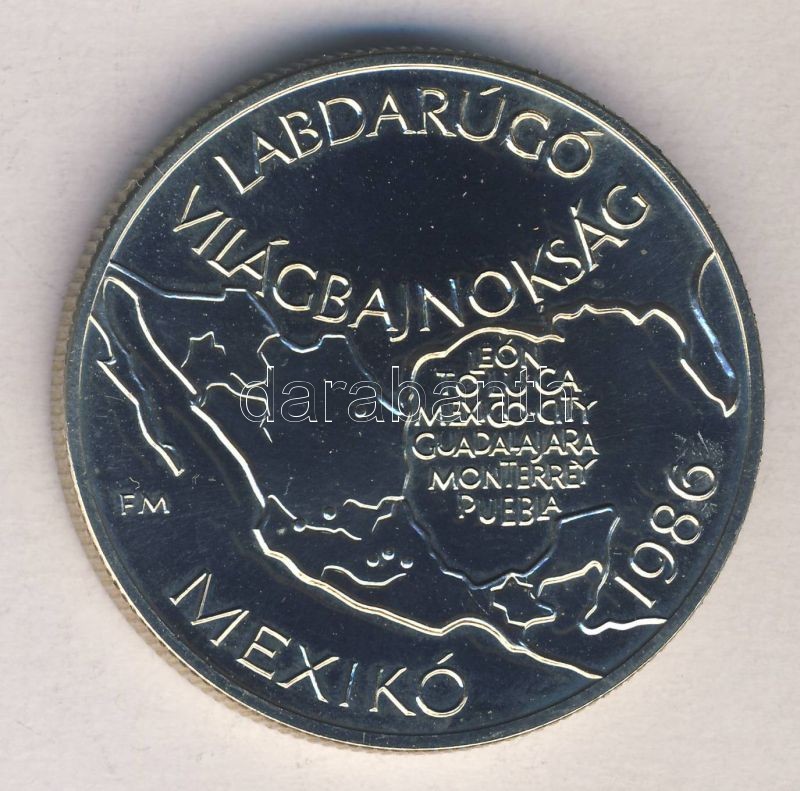 LABDARÚGÓ
VILÁGBAJNOKSÁG
LEÓN
TOLUCA
MEXICO CITY
GUADALAJARA
MONTERREY
PUEBLA
darabanth
FM
MEXIKÓ
1986